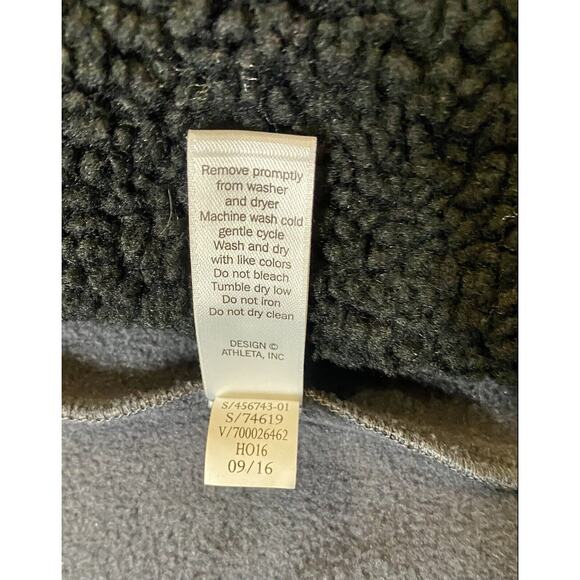 Remove promptly
from washer
and dryer
Machine wash cold
gentle cycle
Wash and dry
with like colors
Do not bleach
Tumble dry low
Do not iron
Do not dry clean
DESIGN ©
ATHLETA, INC
S/456743-01
S/74619
V/700026462
HO16
09/16